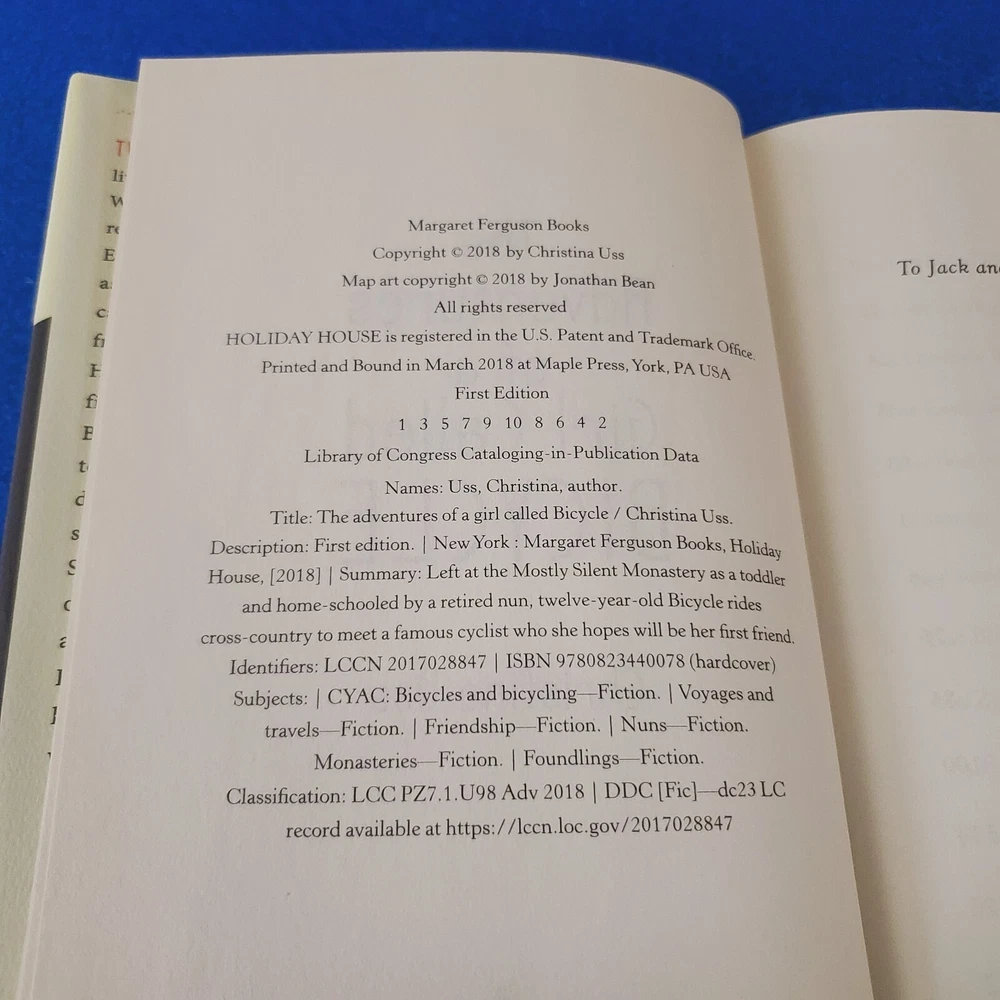 Margaret Ferguson Books
Copyright © 2018 by Christina Uss
Map art copyright © 2018 by Jonathan Bean
All rights reserved
HOLIDAY HOUSE is registered in the U.S. Patent and Trademark Office.
Printed and Bound in March 2018 at Maple Press, York, PA USA
First Edition
1 3 5 7 9 10 8 6 4 2
Library of Congress Cataloging-in-Publication Data
Names: Uss, Christina, author.
Title: The adventures of a girl called Bicycle / Christina Uss.
Description: First edition. | New York : Margaret Ferguson Books, Holiday
House, [2018] | Summary: Left at the Mostly Silent Monastery as a toddler
and home-schooled by a retired nun, twelve-year-old Bicycle rides
cross-country to meet a famous cyclist who she hopes will be her first friend.
Identifiers: LCCN 2017028847 | ISBN 9780823440078 (hardcover)
Subjects: | CYAC: Bicycles and bicycling—Fiction. | Voyages and
travels—Fiction. | Friendship—Fiction. | Nuns—Fiction.
Monasteries—Fiction. | Foundlings—Fiction.
Classification: LCC PZ7.1.U98 Adv 2018 | DDC [Fic]—dc23 LC
record available at https://lccn.loc.gov/2017028847
To Jack